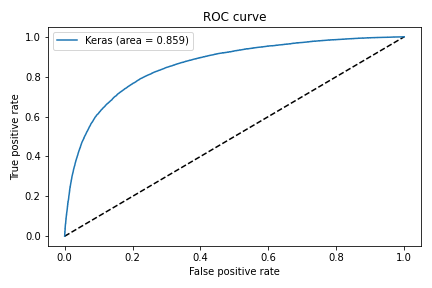 ROC curve
Keras (area = 0.859)
True positive rate
1.0
0.8
0.6
0.4
0.2
0.0
0.0 0.2 0.4 0.6 0.8 1.0
False positive rate